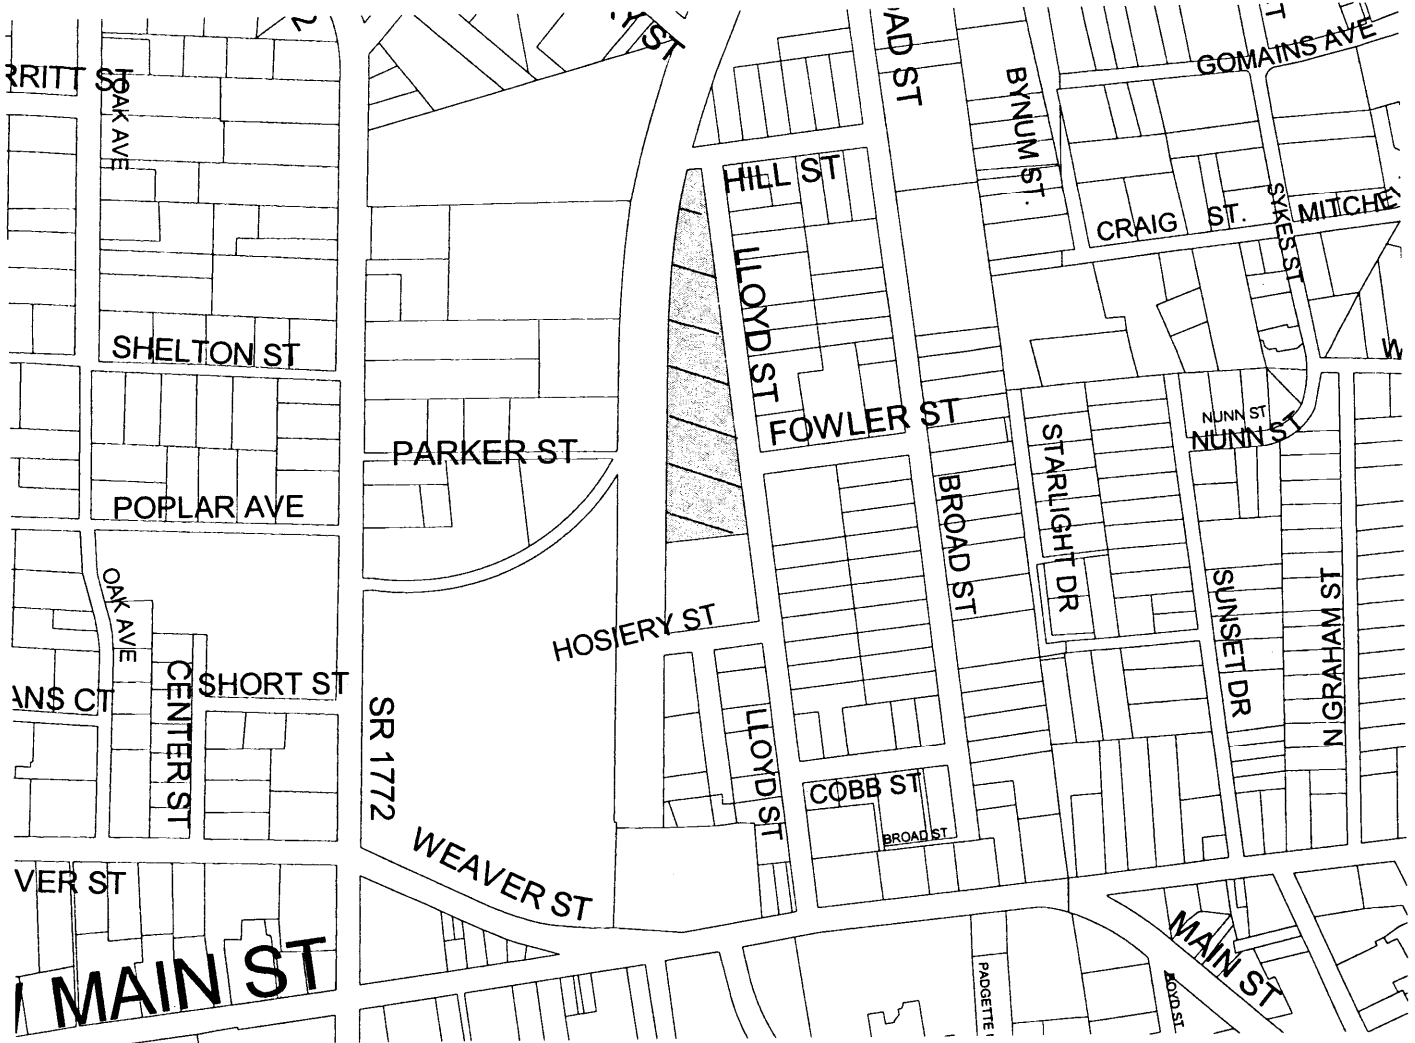 AD ST
GOMAINS AVE
RRITT ST
OAK AVE
BYNUM ST.
HILL ST
SYKES ST
CRAIG ST.
MITCHE
LLOYD ST
SHELTON ST
PARKER ST
FOWLER ST
NUNN ST
NUNN ST
STARLIGHT DR
POPLAR AVE
BROAD ST
OAK AVE
SUNSET DR
N GRAHAM ST
HOSIERY ST
ANS CT
CENTER ST
SHORT ST
SR 1772
LLOYD ST
COBB ST
BROAD ST
WEAVER ST
VER ST
MAIN ST
MAIN ST
PADGETTE
BOYD ST